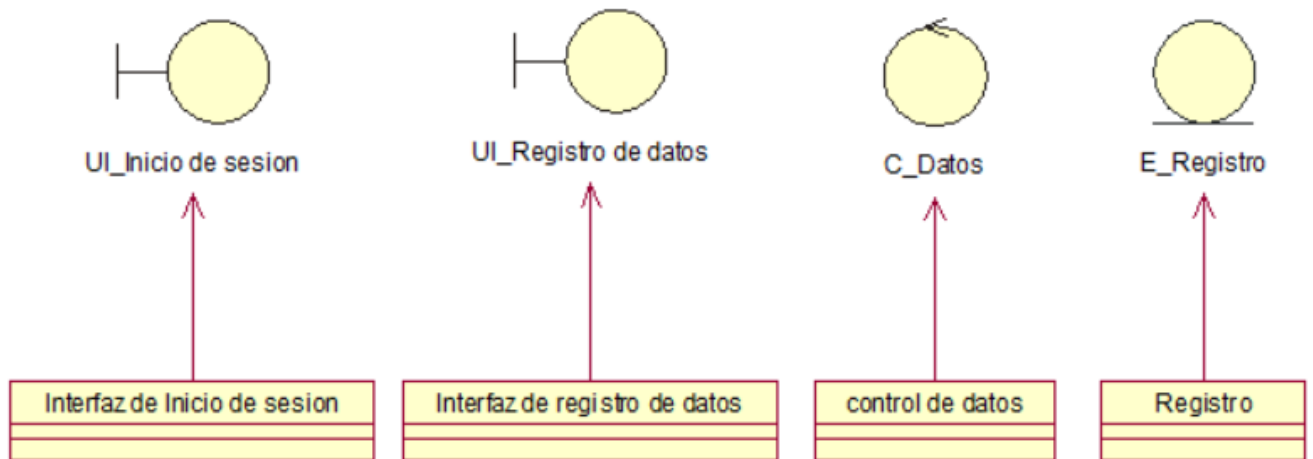 UI_Inicio de sesion
UI_Registro de datos
C_Datos
E_Registro
Interfaz de Inicio de sesion
Interfaz de registro de datos
control de datos
Registro